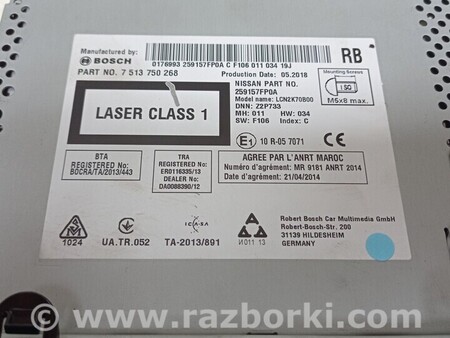 Manufactured by:
BOSCH
0176993 259157FP0A C F106 011 034 19J
RB
PART NO. 7 513 750 268
Production Date: 05.2018
LASER CLASS 1
NISSAN PART NO:
259157FP0A
Model name: LCN2K70B00
DNN: Z2P733
MH: 011 HW: 034
SW: F106 Index: C
Mounting Screws
M5x8 max.
E1 10 R-05 7071
BTA
REGISTERED No:
BOCRA/TA/2013/443
TRA
REGISTERED No:
ER0116335/13
DEALER No:
DA0088390/12
AGREE PAR L'ANRT MAROC
Numéro d'agrément: MR 9181 ANRT 2014
Date d'agrément: 21/04/2014
1024
UA.TR.052
ICASA
TA-2013/891
И011 13
Robert Bosch Car Multimedia GmbH
Robert-Bosch-Str. 200
31139 HILDESHEIM
GERMANY
www.razborki.com